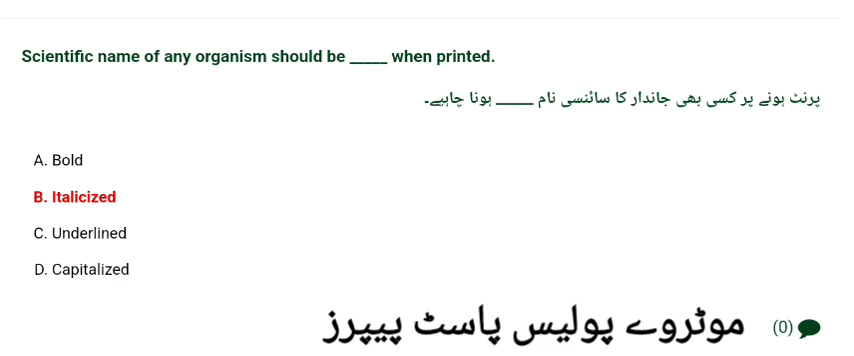 Scientific name of any organism should be _____ when printed.
پرنٹ ہونے پر کسی بھی جاندار کا سائنسی نام _____ ہونا چاہیے۔
A. Bold
B. Italicized
C. Underlined
D. Capitalized
موٹروے پولیس پاسٹ پیپرز
(0)